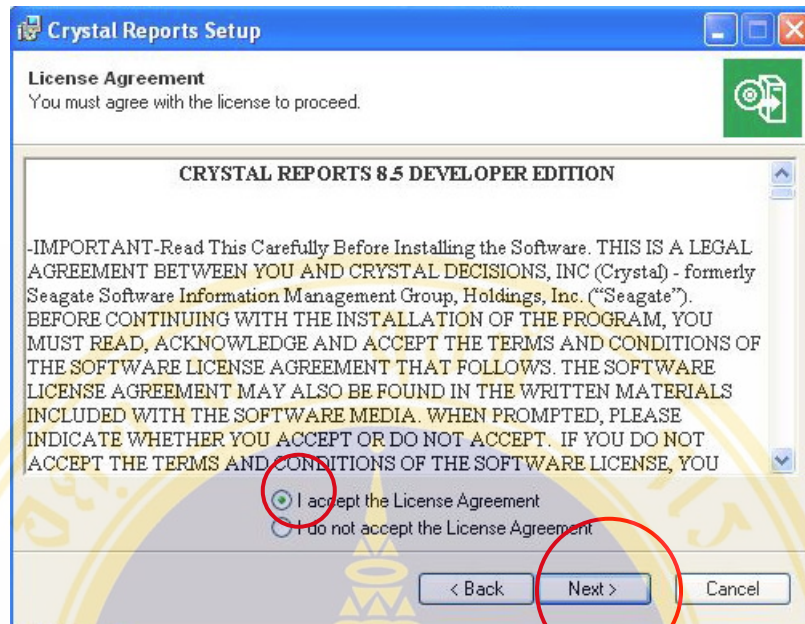 Crystal Reports Setup
License Agreement
You must agree with the license to proceed.
CRYSTAL REPORTS 8.5 DEVELOPER EDITION
-IMPORTANT-Read This Carefully Before Installing the Software. THIS IS A LEGAL
AGREEMENT BETWEEN YOU AND CRYSTAL DECISIONS, INC (Crystal) - formerly
Seagate Software Information Management Group, Holdings, Inc. (“Seagate”).
BEFORE CONTINUING WITH THE INSTALLATION OF THE PROGRAM, YOU
MUST READ, ACKNOWLEDGE AND ACCEPT THE TERMS AND CONDITIONS OF
THE SOFTWARE LICENSE AGREEMENT THAT FOLLOWS. THE SOFTWARE
LICENSE AGREEMENT MAY ALSO BE FOUND IN THE WRITTEN MATERIALS
INCLUDED WITH THE SOFTWARE MEDIA. WHEN PROMPTED, PLEASE
INDICATE WHETHER YOU ACCEPT OR DO NOT ACCEPT. IF YOU DO NOT
ACCEPT THE TERMS AND CONDITIONS OF THE SOFTWARE LICENSE, YOU
I accept the License Agreement
I do not accept the License Agreement
< Back
Next >
Cancel